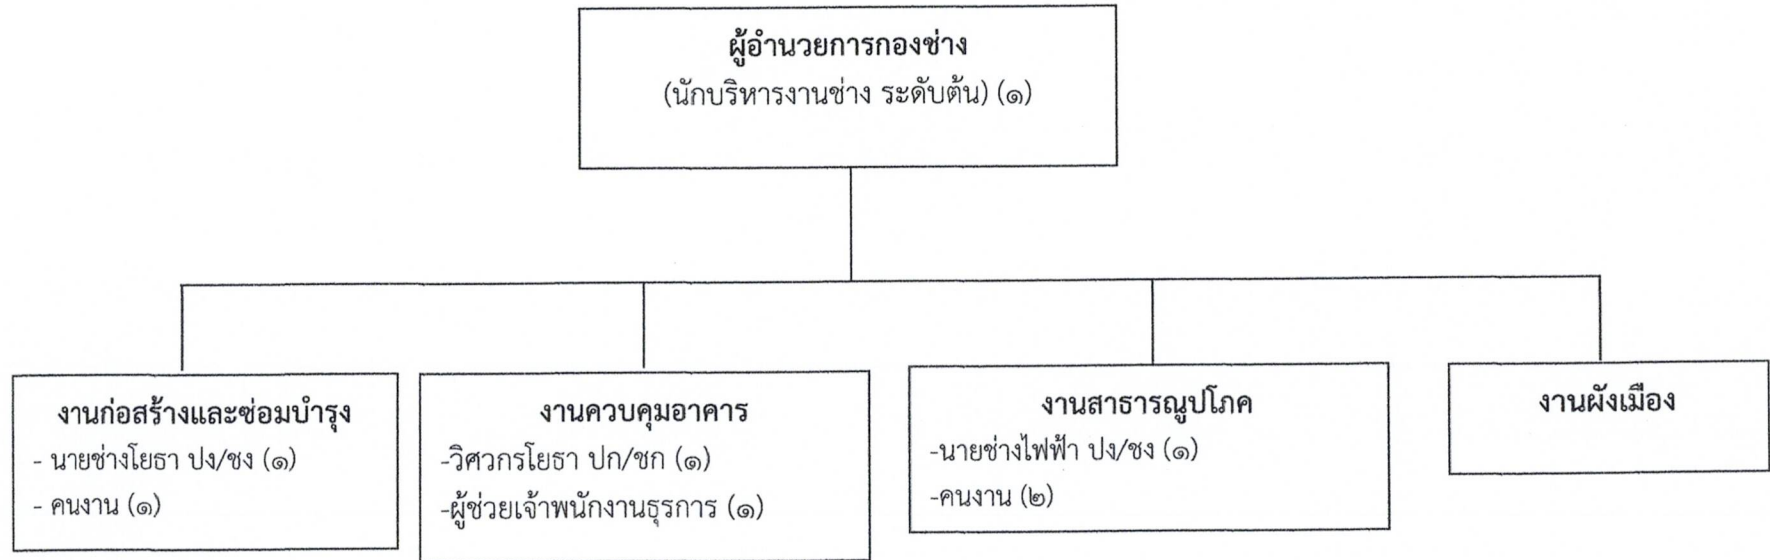 ผู้อำนวยการกองช่าง
(นักบริหารงานช่าง ระดับต้น) (๑)
งานก่อสร้างและซ่อมบำรุง
- นายช่างโยธา ปง/ชง (๑)
- คนงาน (๑)
งานควบคุมอาคาร
-วิศวกรโยธา ปก/ชก (๑)
-ผู้ช่วยเจ้าพนักงานธุรการ (๑)
งานสาธารณูปโภค
-นายช่างไฟฟ้า ปง/ชง (๑)
-คนงาน (๒)
งานผังเมือง